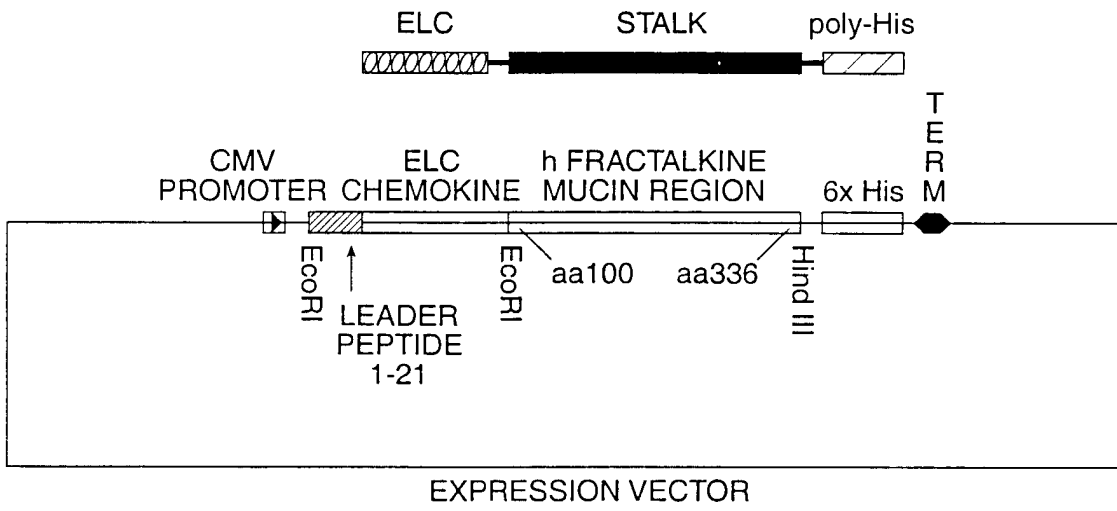 ELC
STALK
poly-His
TERM
CMV
PROMOTER
ELC
CHEMOKINE
h FRACTALKINE
MUCIN REGION
6x His
EcoRI
LEADER
PEPTIDE
1-21
EcoRI
aa100
aa336
Hind III
EXPRESSION VECTOR